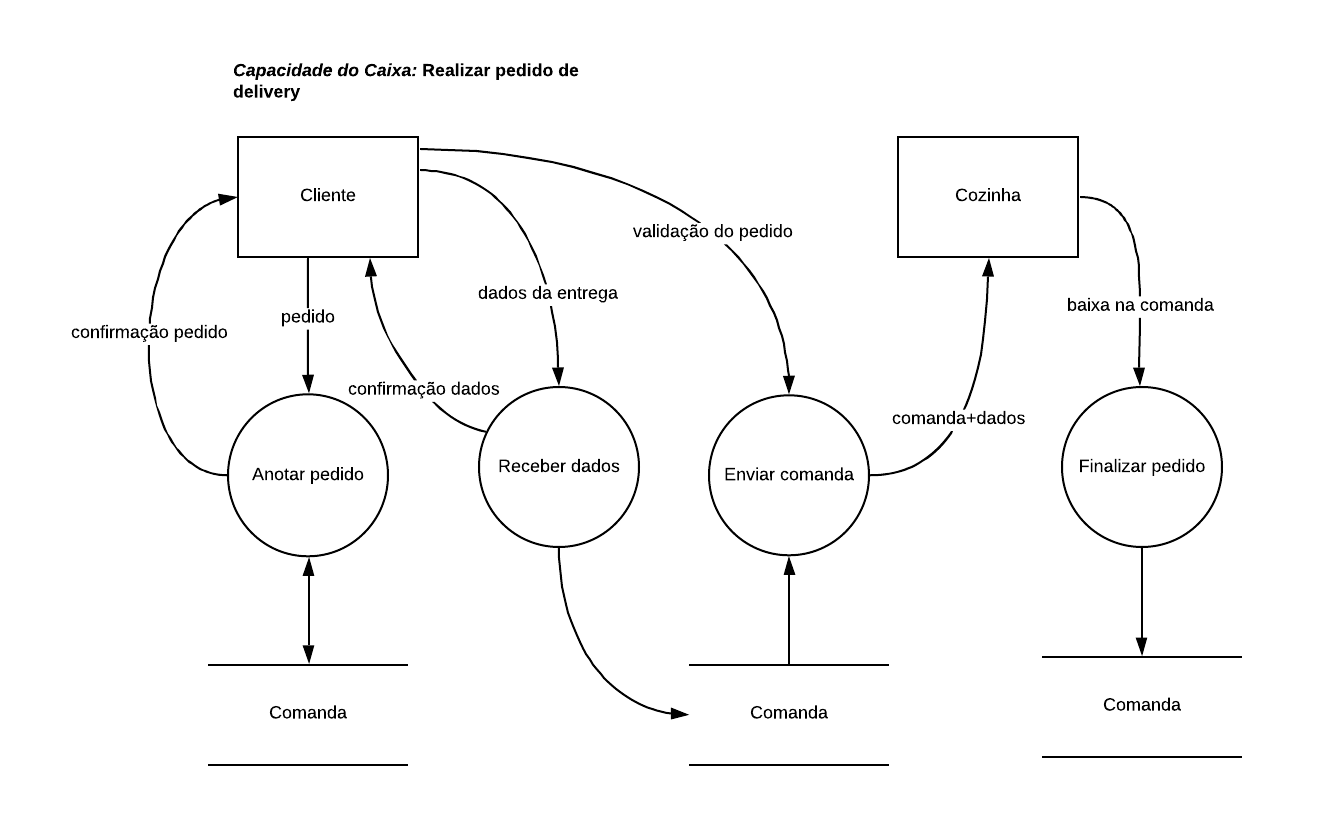 Capacidade do Caixa: Realizar pedido de
delivery
Cliente
Cozinha
validação do pedido
dados da entrega
baixa na comanda
pedido
confirmação pedido
confirmação dados
comanda+dados
Anotar pedido
Receber dados
Enviar comanda
Finalizar pedido
Comanda
Comanda
Comanda